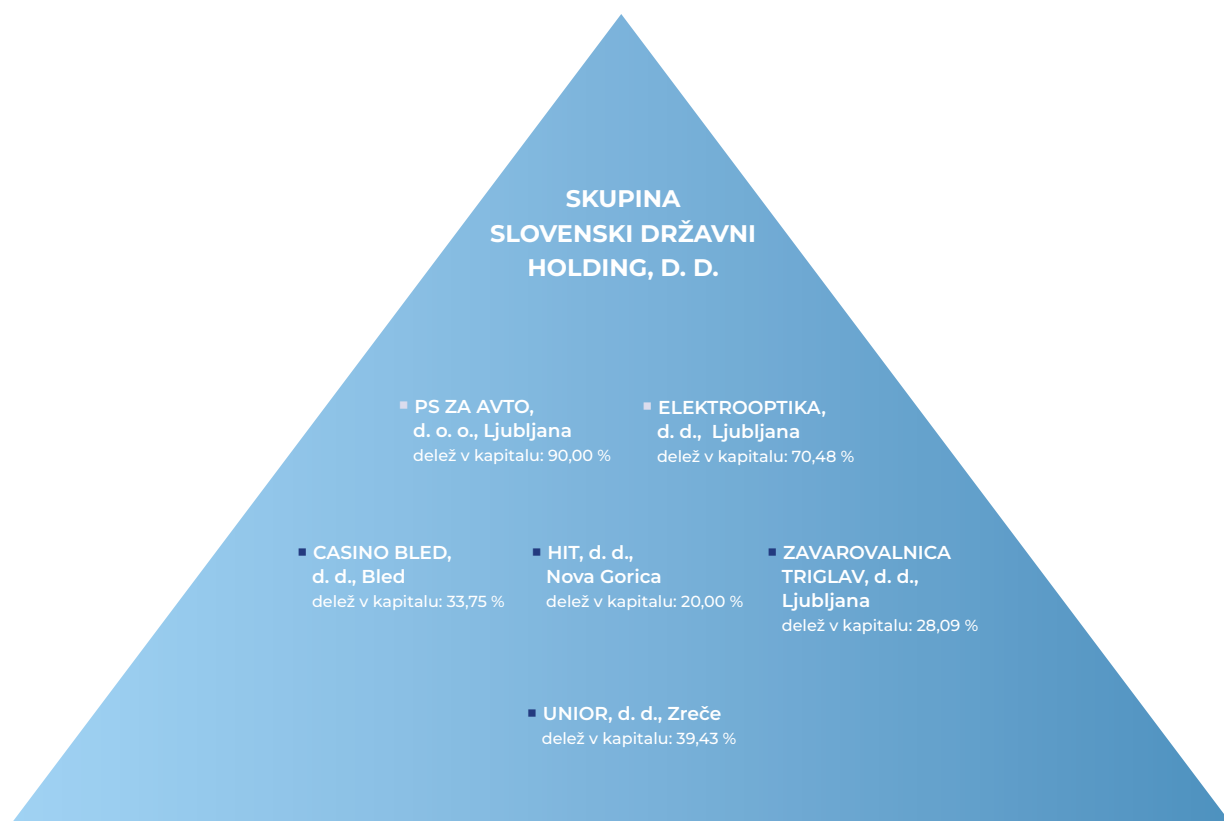 SKUPINA
SLOVENSKI DRŽAVNI
HOLDING, D. D.
PS ZA AVTO,
d. o. o., Ljubljana
delež v kapitalu: 90,00 %
ELEKTROOPTIKA,
d. d., Ljubljana
delež v kapitalu: 70,48 %
CASINO BLED,
d. d., Bled
delež v kapitalu: 33,75 %
HIT, d. d.,
Nova Gorica
delež v kapitalu: 20,00 %
ZAVAROVALNICA
TRIGLAV, d. d.,
Ljubljana
delež v kapitalu: 28,09 %
UNIOR, d. d., Zreče
delež v kapitalu: 39,43 %